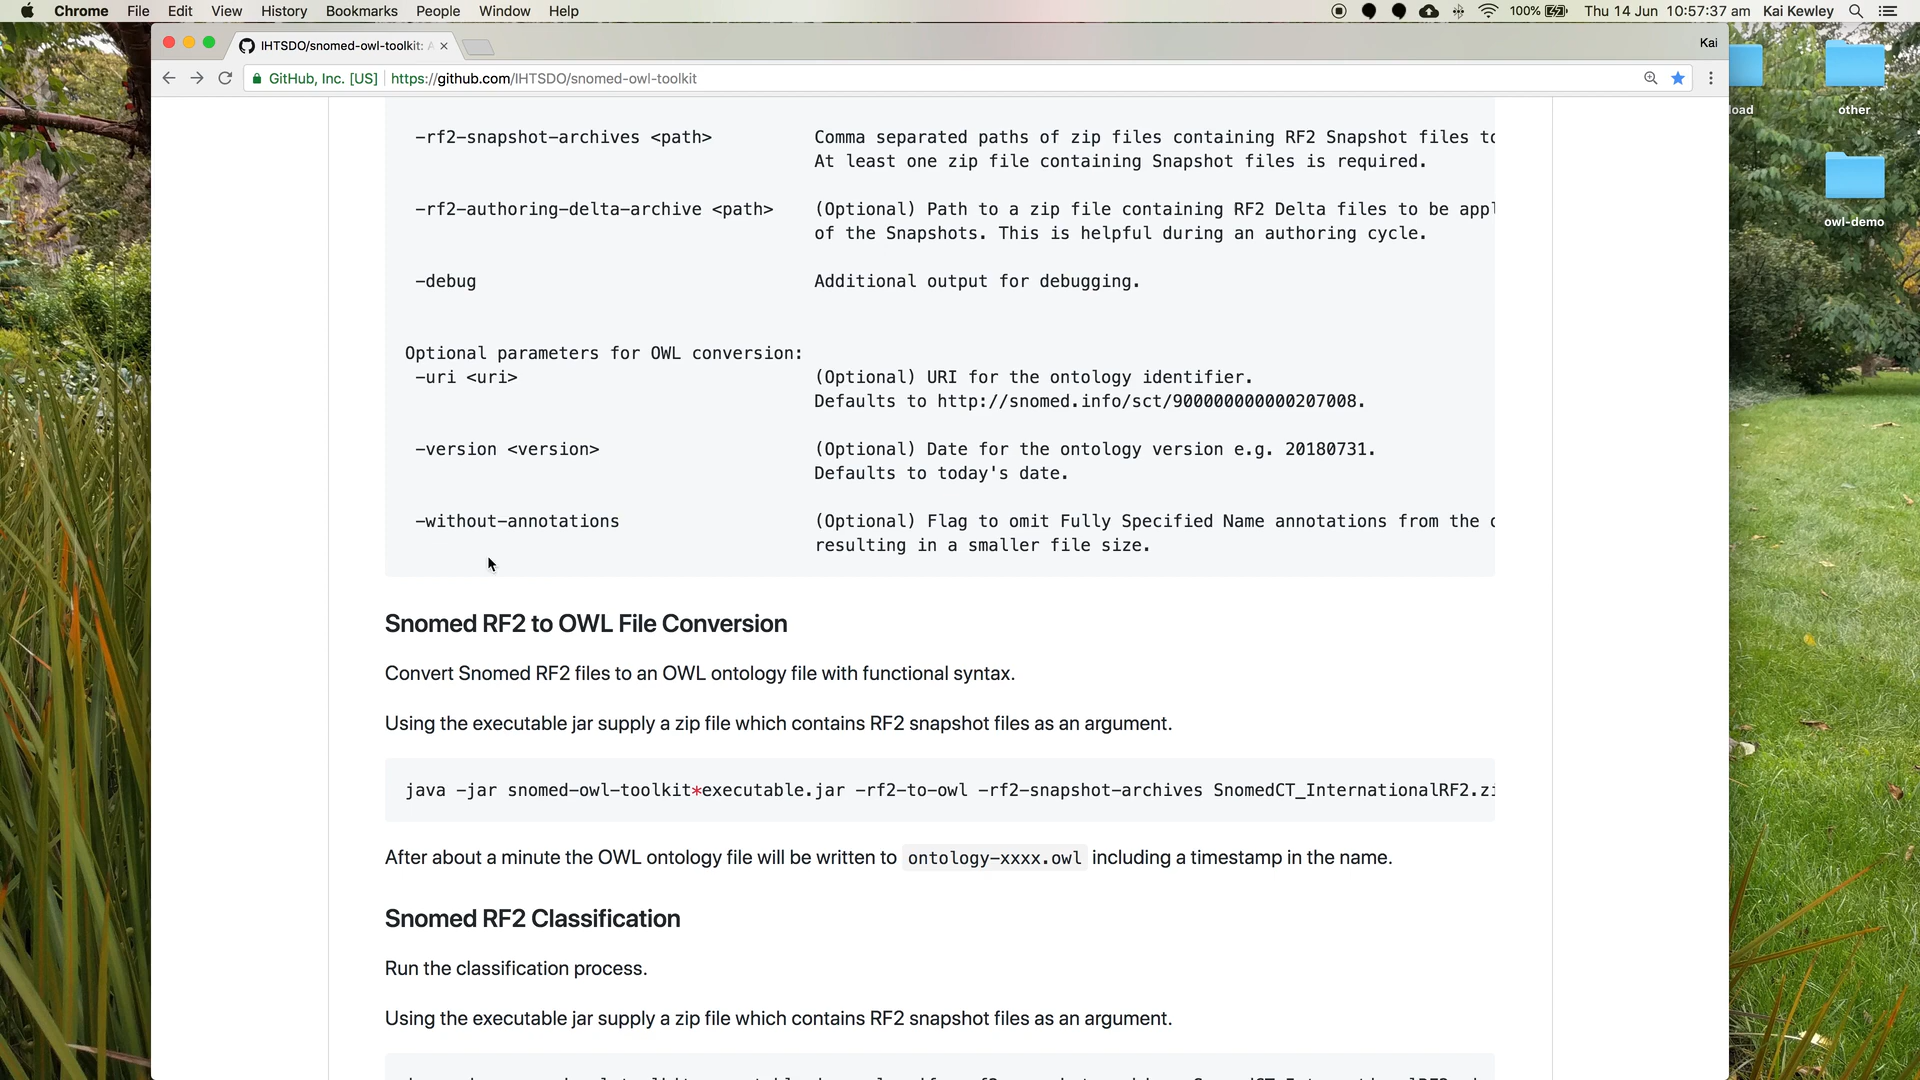 Chrome File Edit View History Bookmarks People Window Help 100% Thu 14 Jun 10:57:37 am Kai Kewley
IHTSDO/snomed-owl-toolkit: Kai
GitHub, Inc. [US] https://github.com/IHTSDO/snomed-owl-toolkit
oad
other
owl-demo
-rf2-snapshot-archives <path> Comma separated paths of zip files containing RF2 Snapshot files to
At least one zip file containing Snapshot files is required.
-rf2-authoring-delta-archive <path> (Optional) Path to a zip file containing RF2 Delta files to be appl
of the Snapshots. This is helpful during an authoring cycle.
-debug Additional output for debugging.
Optional parameters for OWL conversion:
-uri <uri> (Optional) URI for the ontology identifier.
Defaults to http://snomed.info/sct/900000000000207008.
-version <version> (Optional) Date for the ontology version e.g. 20180731.
Defaults to today's date.
-without-annotations (Optional) Flag to omit Fully Specified Name annotations from the
resulting in a smaller file size.
Snomed RF2 to OWL File Conversion
Convert Snomed RF2 files to an OWL ontology file with functional syntax.
Using the executable jar supply a zip file which contains RF2 snapshot files as an argument.
java -jar snomed-owl-toolkit*executable.jar -rf2-to-owl -rf2-snapshot-archives SnomedCT_InternationalRF2.zi
After about a minute the OWL ontology file will be written to ontology-xxxx.owl including a timestamp in the name.
Snomed RF2 Classification
Run the classification process.
Using the executable jar supply a zip file which contains RF2 snapshot files as an argument.